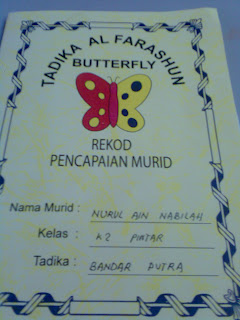 TADIKA AL FARASHUN
BUTTERFLY
REKOD
PENCAPAIAN MURID
Nama Murid : NURUL AIN NABILAH
Kelas : K2 PINTAR
Tadika : BANDAR PUTRA